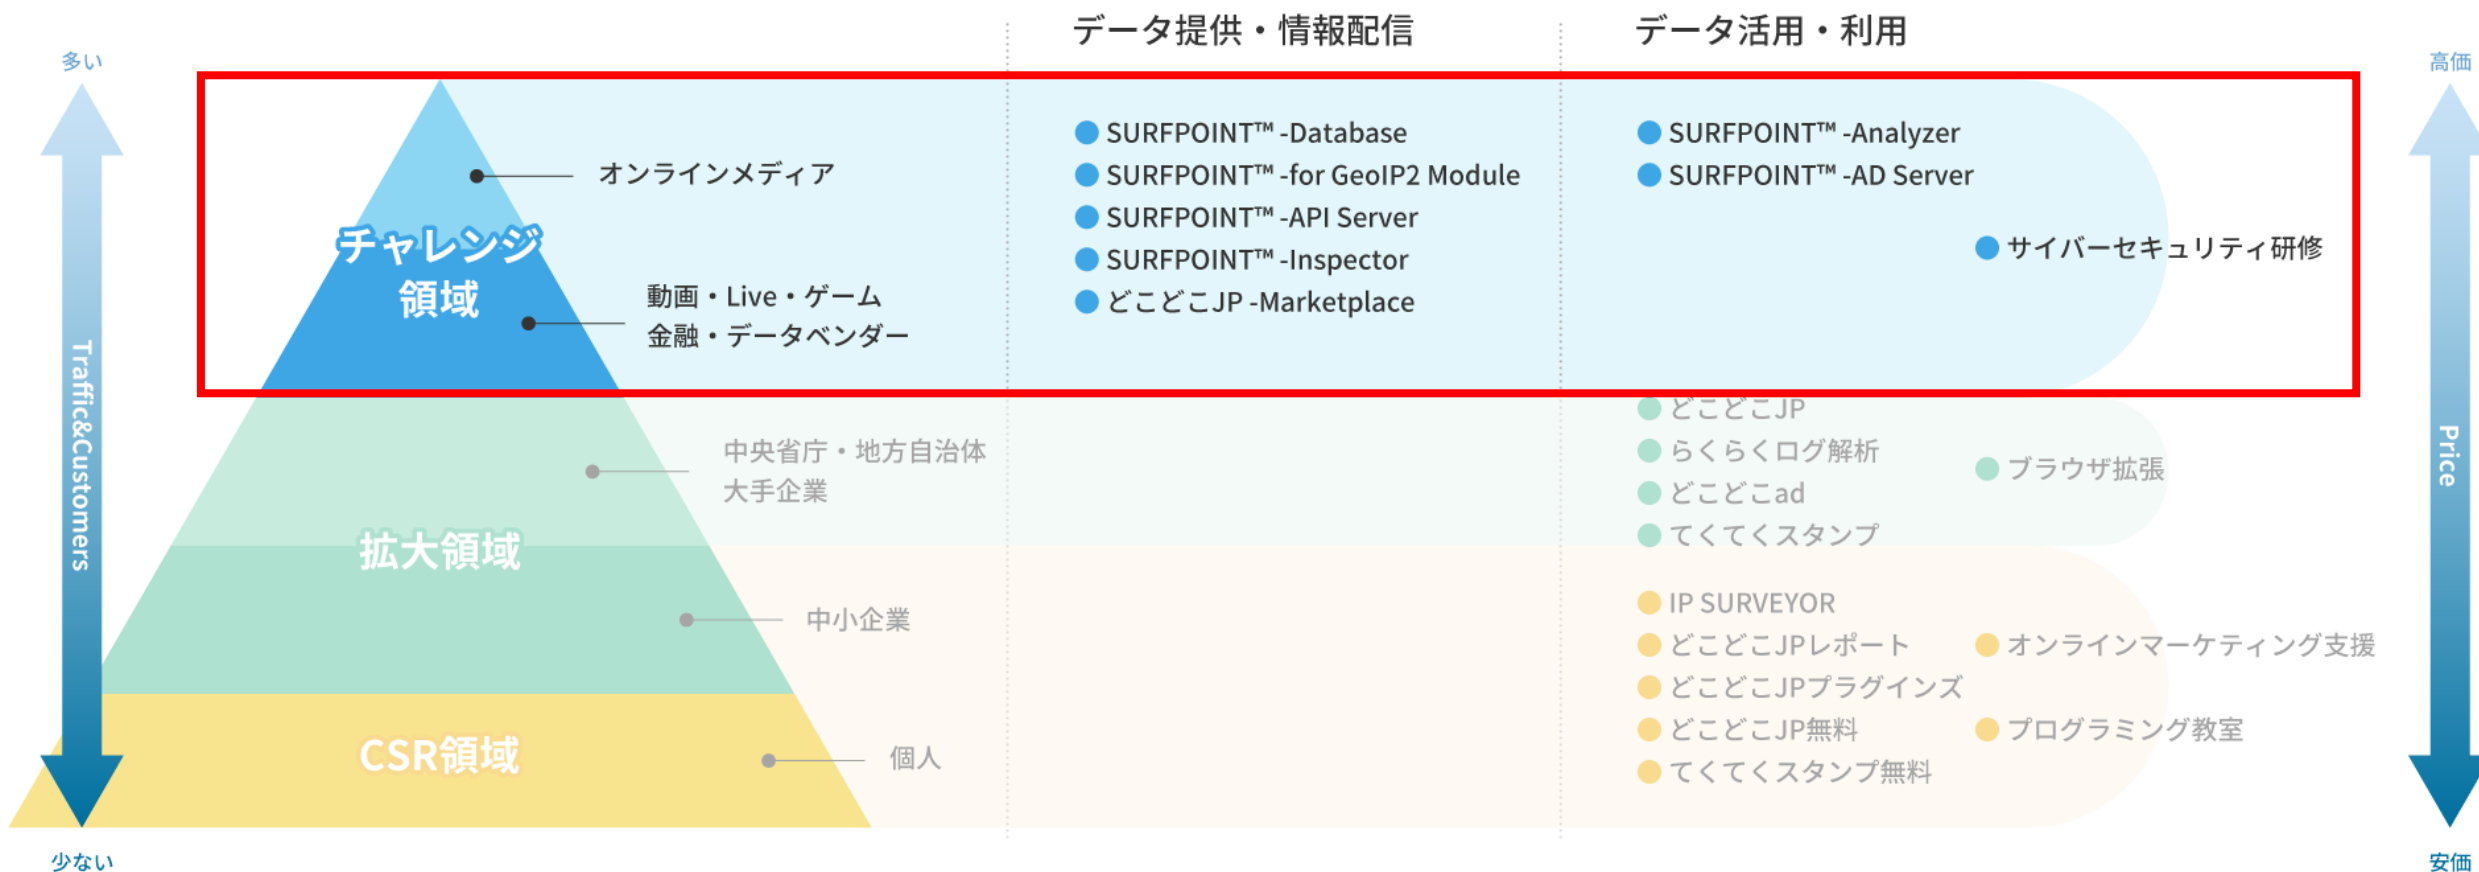 データ提供・情報配信
データ活用・利用
多い
高価
オンラインメディア
チャレンジ
領域
動画・Live・ゲーム
金融・データベンダー
SURFPOINT™ -Database
SURFPOINT™ -for GeoIP2 Module
SURFPOINT™ -API Server
SURFPOINT™ -Inspector
どこどこJP -Marketplace
SURFPOINT™ -Analyzer
SURFPOINT™ -AD Server
サイバーセキュリティ研修
Traffic&Customers
Price
中央省庁・地方自治体
大手企業
拡大領域
中小企業
どこどこJP
らくらくログ解析
どこどこad
てくてくスタンプ
ブラウザ拡張
CSR領域
個人
IP SURVEYOR
どこどこJPレポート
どこどこJPプラグインズ
どこどこJP無料
てくてくスタンプ無料
オンラインマーケティング支援
プログラミング教室
少ない
安価